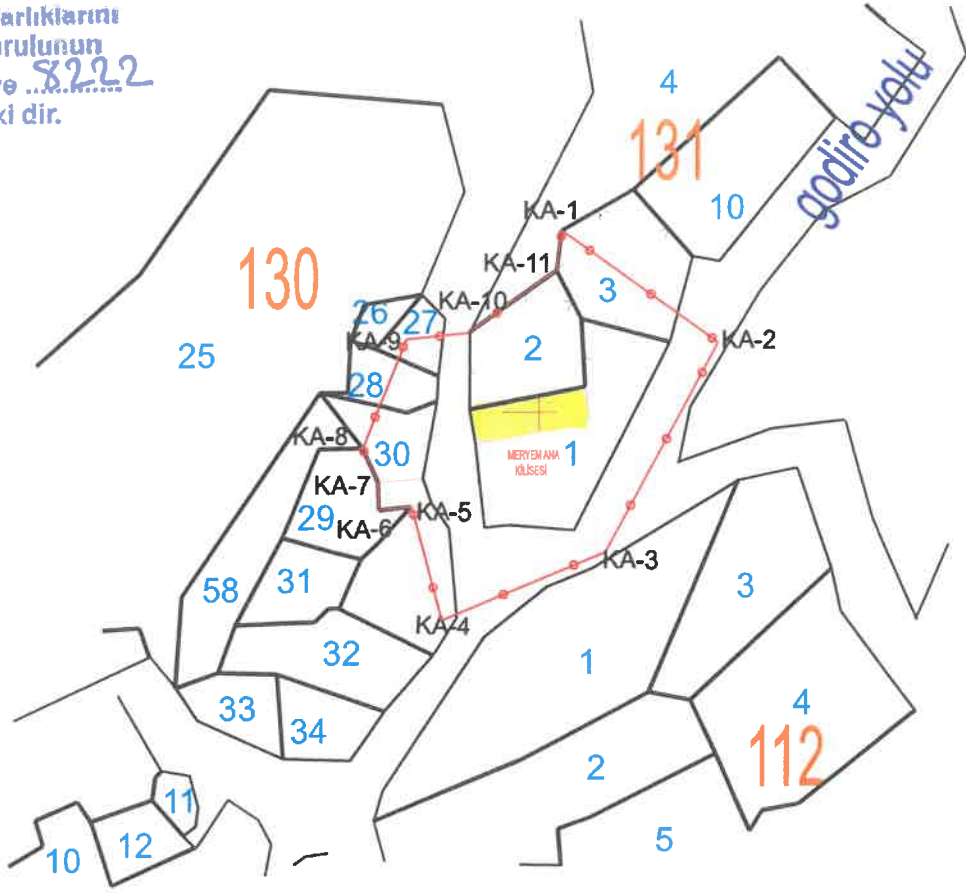 arlıklarını
urulunun
ve 8222
ki dir.
4
131
godiro yolu
10
KA-1
KA-11
3
130
KA-10
26
27
KA-9
KA-2
2
25
28
KA-8
30
1
MERYEM ANA
KİLİSESİ
KA-7
29
KA-5
KA-6
KA-3
31
58
3
KA-4
32
1
33
4
34
112
2
11
12
10
5